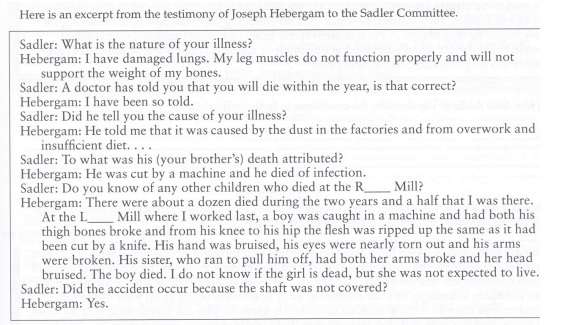 Here is an excerpt from the testimony of Joseph Hebergam to the Sadler Committee.
Sadler: What is the nature of your illness?
Hebergam: I have damaged lungs. My leg muscles do not function properly and will not
support the weight of my bones.
Sadler: A doctor has told you that you will die within the year, is that correct?
Hebergam: I have been so told.
Sadler: Did he tell you the cause of your illness?
Hebergam: He told me that it was caused by the dust in the factories and from overwork and
insufficient diet. . . .
Sadler: To what was his (your brother's) death attributed?
Hebergam: He was cut by a machine and he died of infection.
Sadler: Do you know of any other children who died at the R____ Mill?
Hebergam: There were about a dozen died during the two years and a half that I was there.
At the L____ Mill where I worked last, a boy was caught in a machine and had both his
thigh bones broke and from his knee to his hip the flesh was ripped up the same as it had
been cut by a knife. His hand was bruised, his eyes were nearly torn out and his arms
were broken. His sister, who ran to pull him off, had both her arms broke and her head
bruised. The boy died. I do not know if the girl is dead, but she was not expected to live.
Sadler: Did the accident occur because the shaft was not covered?
Hebergam: Yes.